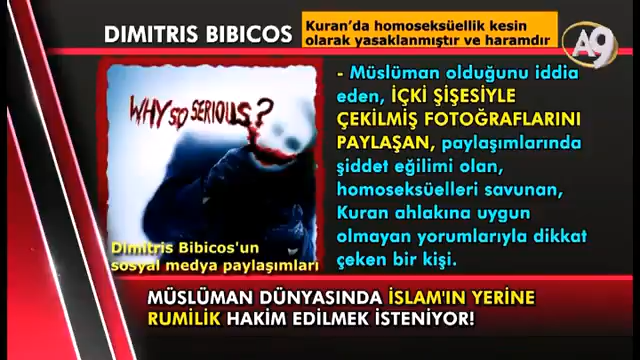 DIMITRIS BIBICOS
Kuran'da homoseksüellik kesin
olarak yasaklanmıştır ve haramdır
A9
WHY SO SERIOUS?
Dimitris Bibicos'un
sosyal medya paylaşımları
- Müslüman olduğunu iddia
eden, İÇKİ ŞİŞESİYLE
ÇEKİLMİŞ FOTOĞRAFLARINI
PAYLAŞAN, paylaşımlarında
şiddet eğilimi olan,
homoseksüelleri savunan,
Kuran ahlakına uygun
olmayan yorumlarıyla dikkat
çeken bir kişi.
MÜSLÜMAN DÜNYASINDA İSLAM'IN YERİNE
RUMİLİK HAKİM EDİLMEK İSTENİYOR!